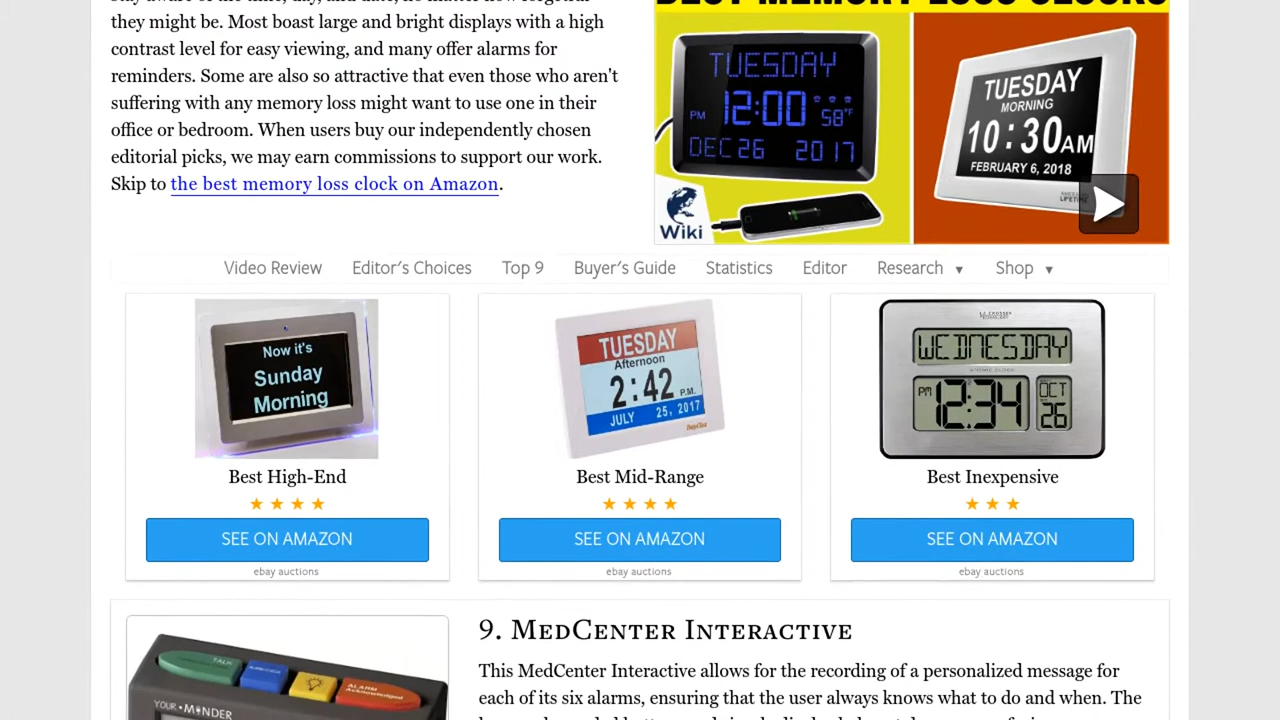 they might be. Most boast large and bright displays with a high
contrast level for easy viewing, and many offer alarms for
reminders. Some are also so attractive that even those who aren't
suffering with any memory loss might want to use one in their
office or bedroom. When users buy our independently chosen
editorial picks, we may earn commissions to support our work.
Skip to the best memory loss clock on Amazon.
BEST MEMORY LOSS CLOCKS
TUESDAY
PM 12:00 58°F
DEC 26 2017
Wiki
TUESDAY
MORNING
10:30AM
FEBRUARY 6, 2018
AMERICAN
LIFETIME
Video Review Editor's Choices Top 9 Buyer's Guide Statistics Editor Research ▼ Shop ▼
Now it's
Sunday
Morning
Best High-End
★ ★ ★ ★
SEE ON AMAZON
ebay auctions
TUESDAY
Afternoon
2:42 P.M.
JULY 25, 2017
DayClox
Best Mid-Range
★ ★ ★ ★
SEE ON AMAZON
ebay auctions
LA CROSSE
TECHNOLOGY
WEDNESDAY
ATOMIC CLOCK
PM 12:34 OCT
26
Best Inexpensive
★ ★ ★
SEE ON AMAZON
ebay auctions
TALK
ALARM
Acknowledged
YOUR•MINDER
9. MedCenter Interactive
This MedCenter Interactive allows for the recording of a personalized message for
each of its six alarms, ensuring that the user always knows what to do and when. The